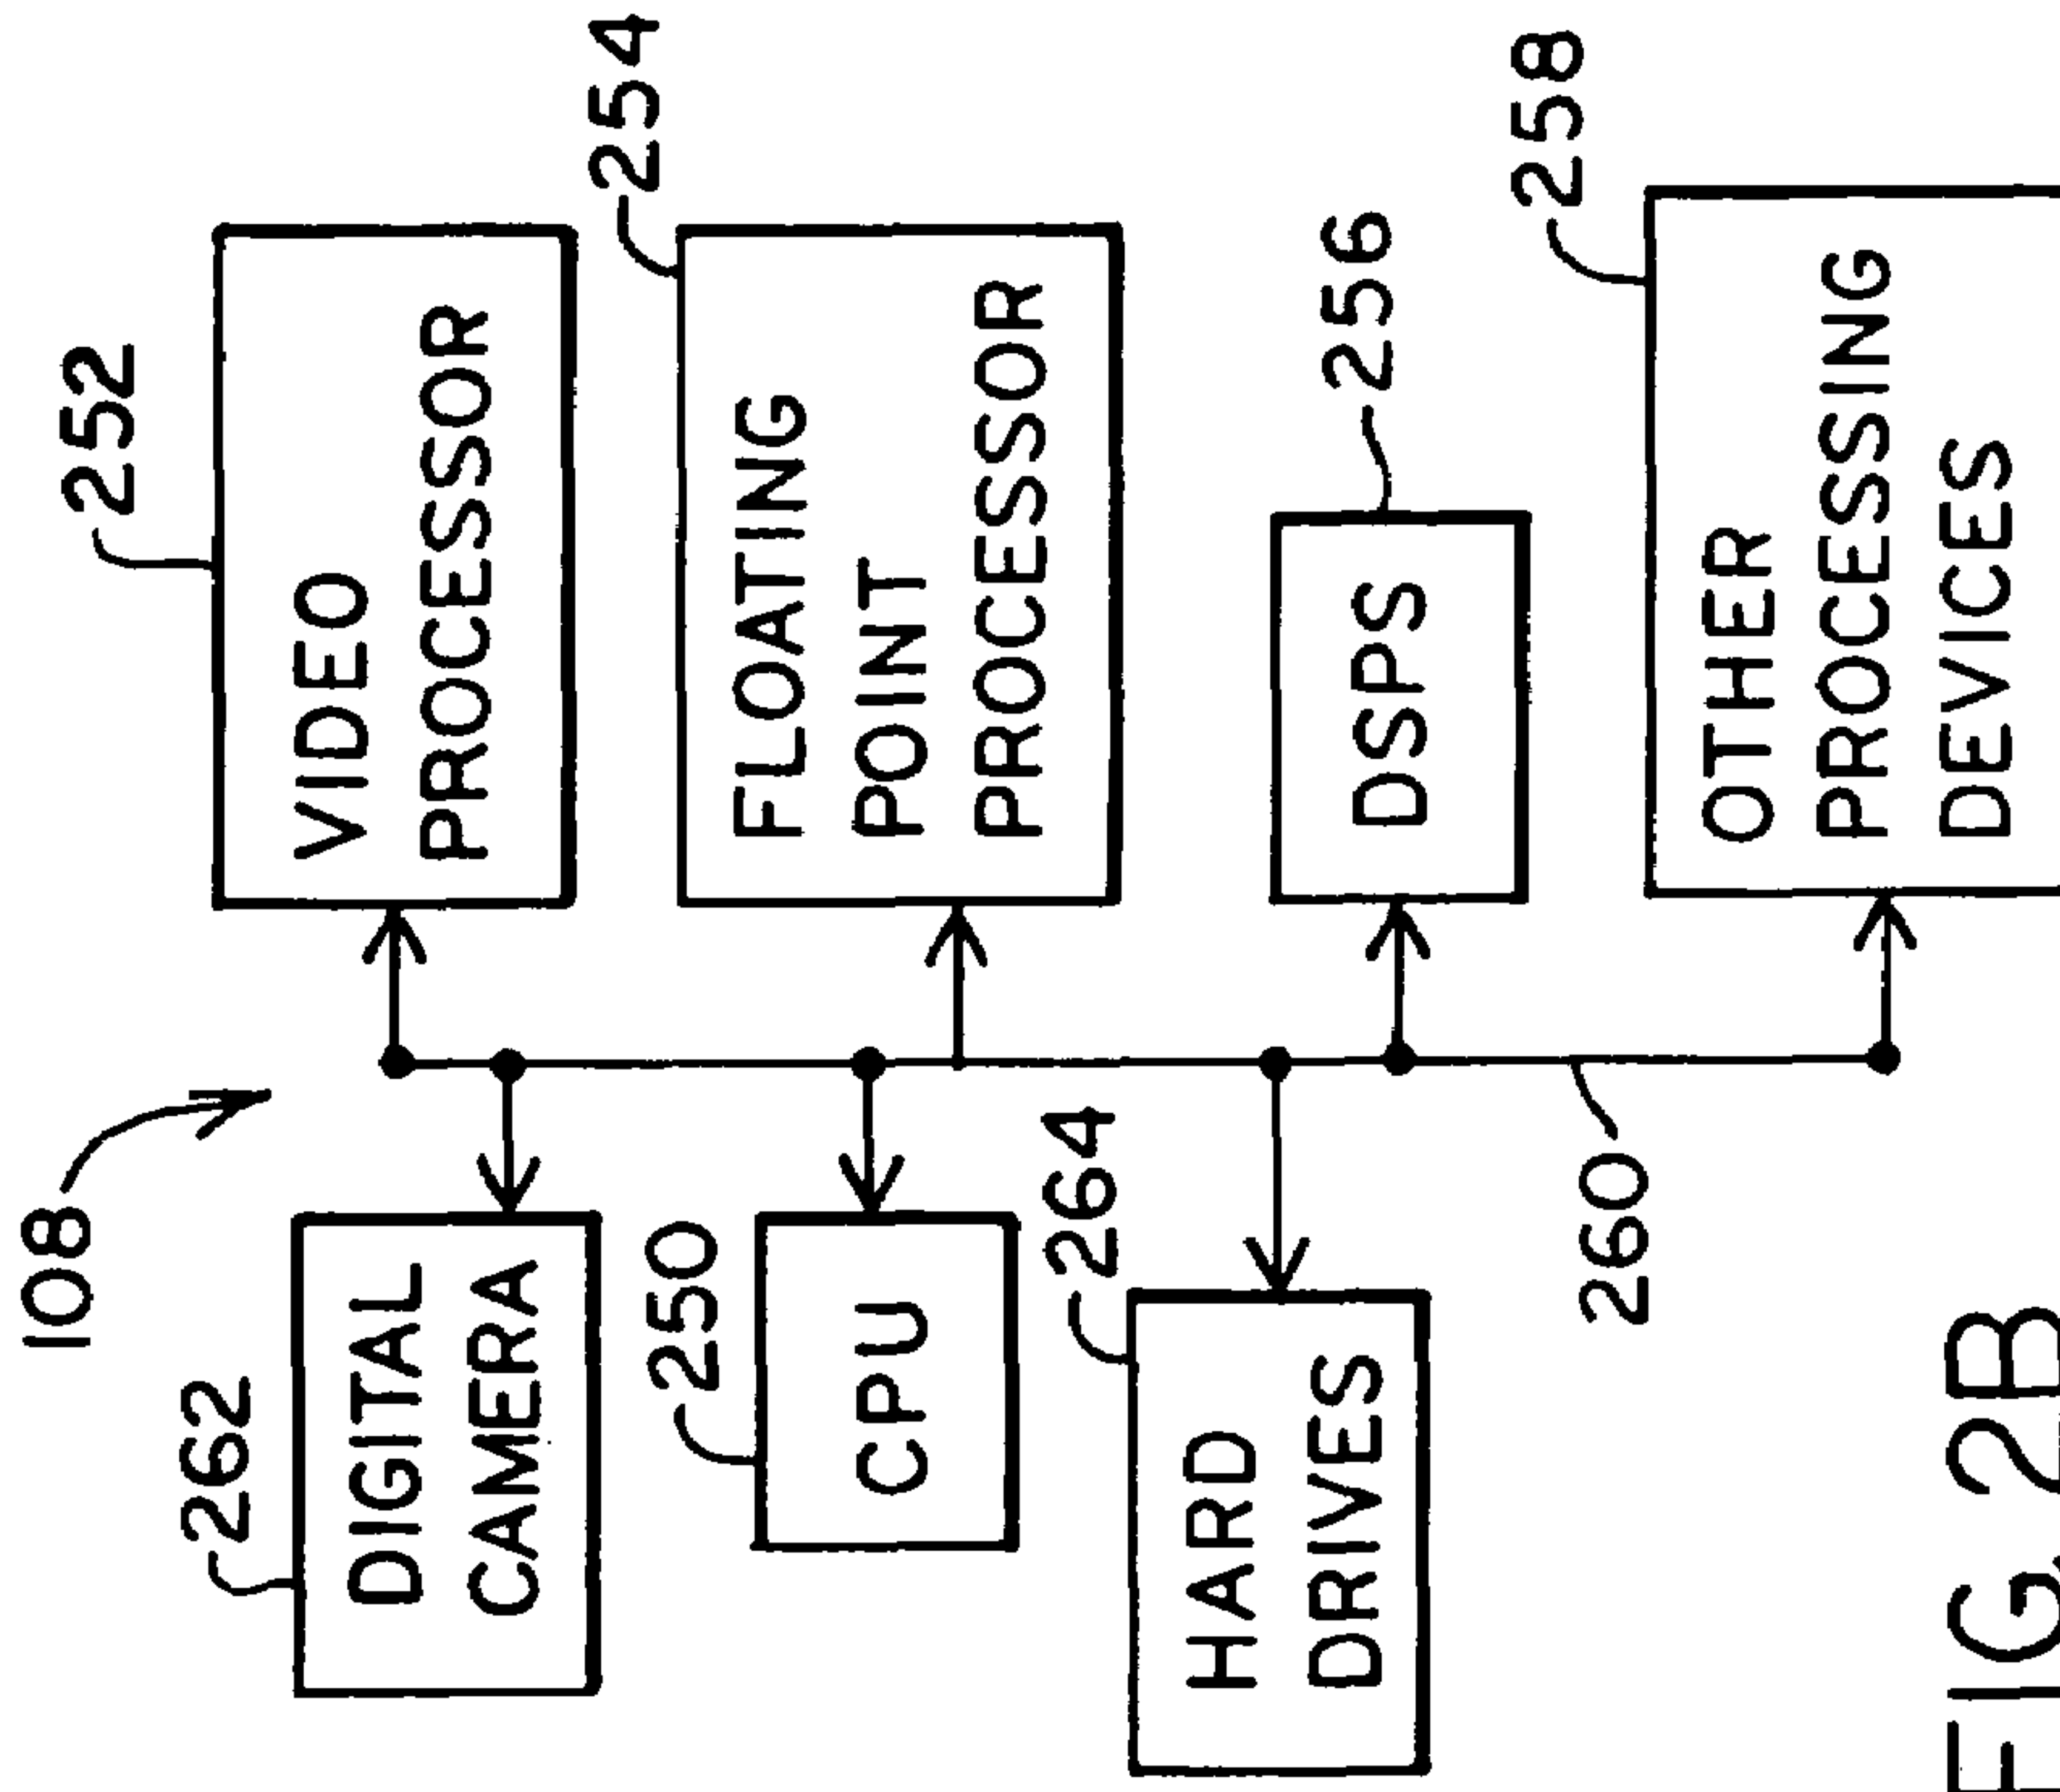 108
262
DIGITAL
CAMERA
250
CPU
264
HARD
DRIVES
260
252
VIDEO
PROCESSOR
254
FLOATING
POINT
PROCESSOR
256
DSPS
258
OTHER
PROCESSING
DEVICES
FIG. 2B